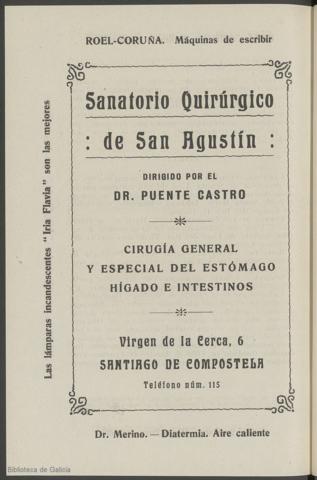 ROEL-CORUÑA. Máquinas de escribir
Las lámparas incandescentes "Iria Flavia" son las mejores
Sanatorio Quirúrgico
: de San Agustín :
DIRIGIDO POR EL
DR. PUENTE CASTRO
CIRUGÍA GENERAL
Y ESPECIAL DEL ESTÓMAGO
HÍGADO E INTESTINOS
Virgen de la Cerca, 6
SANTIAGO DE COMPOSTELA
Teléfono núm. 115
Dr. Merino. — Diatermia. Aire caliente
Biblioteca de Galicia